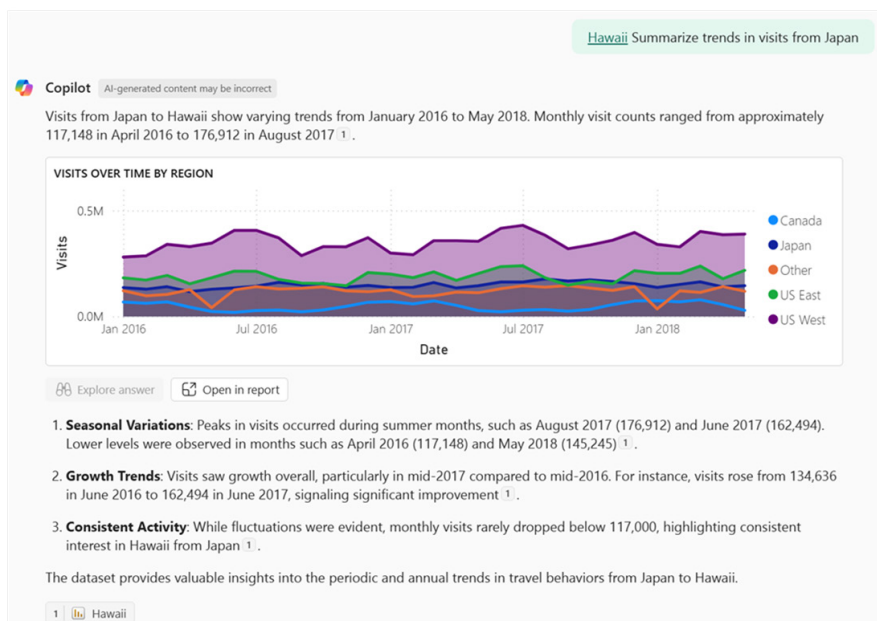 Hawaii Summarize trends in visits from Japan
Copilot AI-generated content may be incorrect
Visits from Japan to Hawaii show varying trends from January 2016 to May 2018. Monthly visit counts ranged from approximately
117,148 in April 2016 to 176,912 in August 2017 1 .
VISITS OVER TIME BY REGION
0.5M
Visits
0.0M
Jan 2016 Jul 2016 Jan 2017 Jul 2017 Jan 2018
Date
Canada
Japan
Other
US East
US West
Explore answer Open in report
1. Seasonal Variations: Peaks in visits occurred during summer months, such as August 2017 (176,912) and June 2017 (162,494).
Lower levels were observed in months such as April 2016 (117,148) and May 2018 (145,245) 1 .
2. Growth Trends: Visits saw growth overall, particularly in mid-2017 compared to mid-2016. For instance, visits rose from 134,636
in June 2016 to 162,494 in June 2017, signaling significant improvement 1 .
3. Consistent Activity: While fluctuations were evident, monthly visits rarely dropped below 117,000, highlighting consistent
interest in Hawaii from Japan 1 .
The dataset provides valuable insights into the periodic and annual trends in travel behaviors from Japan to Hawaii.
1 Hawaii